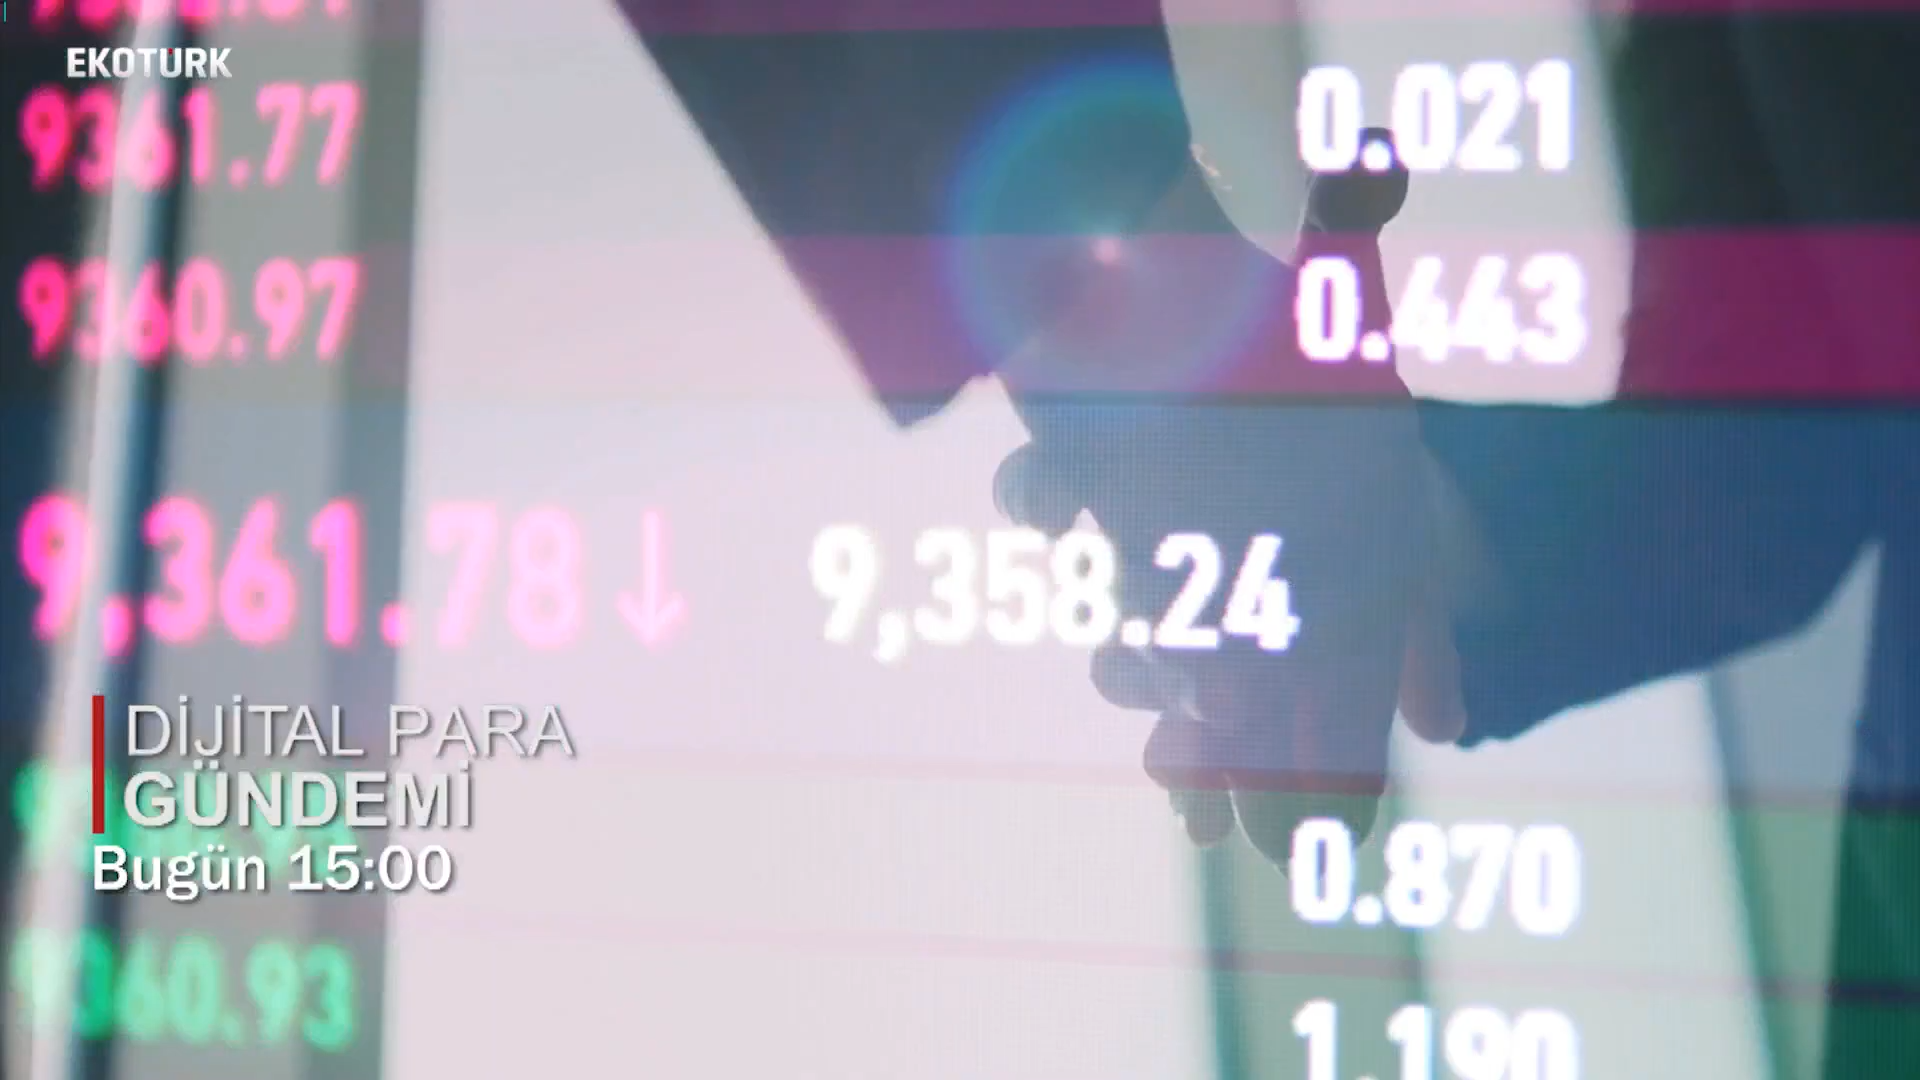 EKOTÜRK
0.021
9361.77
0.443
9360.97
9,361.78↓ 9,358.24
DİJİTAL PARA
GÜNDEMİ
Bugün 15:00
0.870
9360.93
1.190